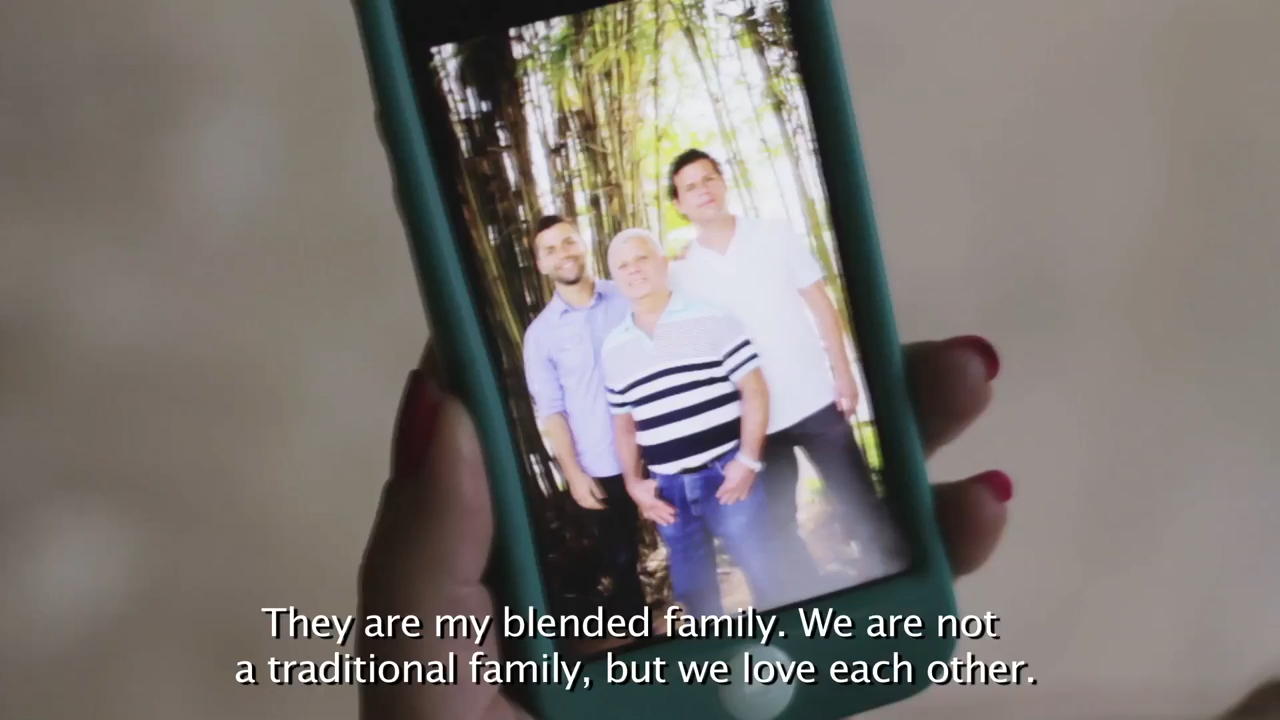 They are my blended family. We are not
a traditional family, but we love each other.